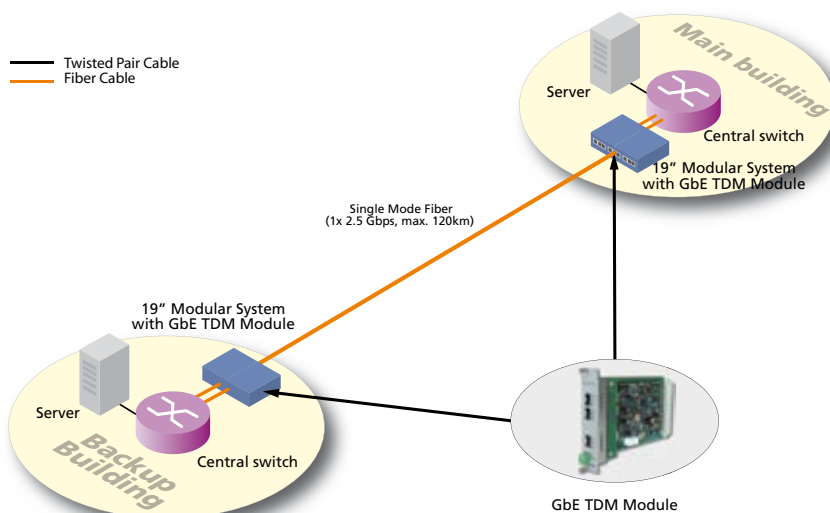 Twisted Pair Cable
Fiber Cable
Main building
Server
Central switch
19“ Modular System
with GbE TDM Module
Single Mode Fiber
(1x 2.5 Gbps, max. 120km)
19“ Modular System
with GbE TDM Module
Server
Central switch
Backup
Building
GbE TDM Module